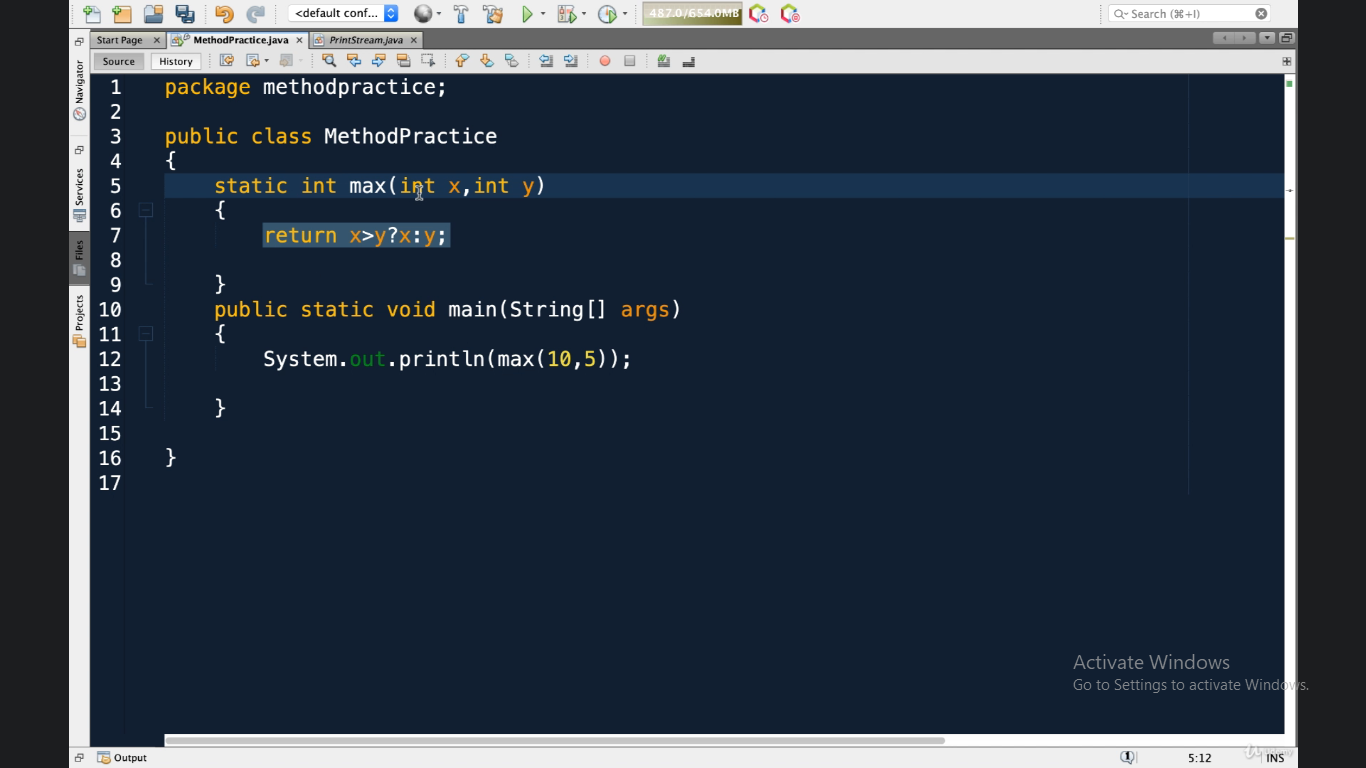 <default conf...
487.0/654.0MB
Search (⌘+I)
Start Page
MethodPractice.java
PrintStream.java
Source
History
Navigator
Services
Files
Projects
1 package methodpractice;
2
3 public class MethodPractice
4 {
5 static int max(int x,int y)
6 {
7 return x>y?x:y;
8
9 }
10 public static void main(String[] args)
11 {
12 System.out.println(max(10,5));
13
14 }
15
16 }
17
Activate Windows
Go to Settings to activate Windows.
Output
1
5:12
INS